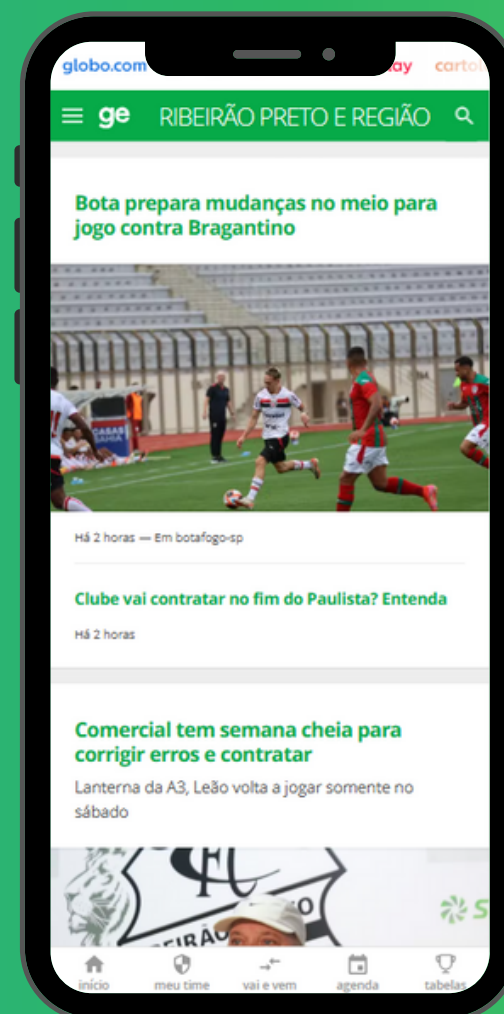 globo.com
ge RIBEIRÃO PRETO E REGIÃO
Bota prepara mudanças no meio para
jogo contra Bragantino
CASAS
BAHIA
Há 2 horas — Em botafogo-sp
Clube vai contratar no fim do Paulista? Entenda
Há 2 horas
Comercial tem semana cheia para
corrigir erros e contratar
Lanterna da A3, Leão volta a jogar somente no
sábado
início meu time vai e vem agenda tabelas